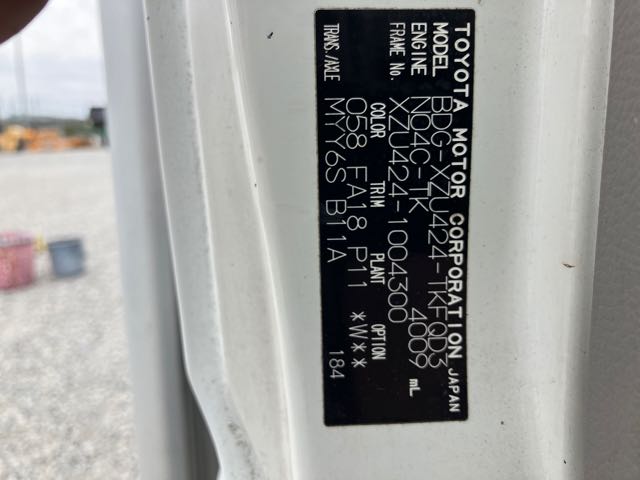 TOYOTA MOTOR CORPORATION JAPAN
MODEL BDG-XZU424-TKFQD3
ENGINE N04C-TK 4009 mL
FRAME No. XZU424-1004300
COLOR TRIM PLANT OPTION
058 FA18 P11 *W**
TRANS./AXLE MYY6S B11A 184